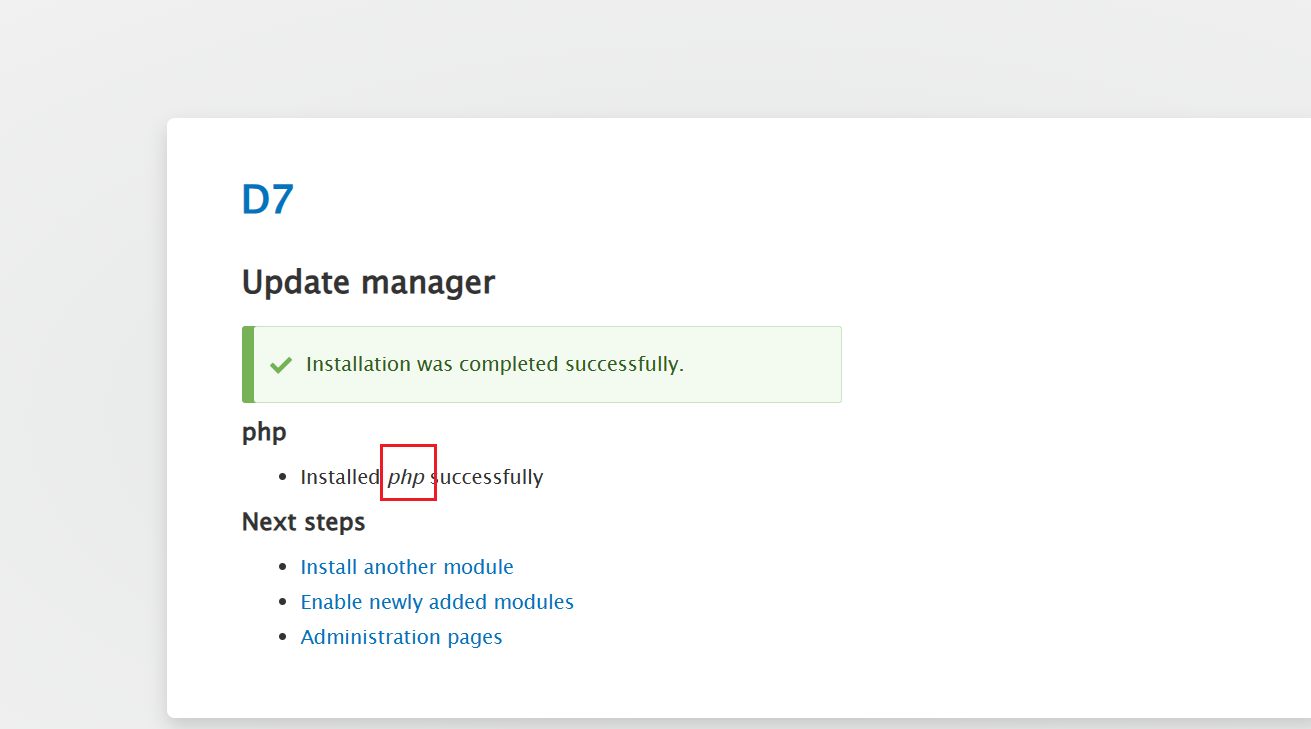 D7
Update manager
Installation was completed successfully.
php
Installed php successfully
Next steps
Install another module
Enable newly added modules
Administration pages